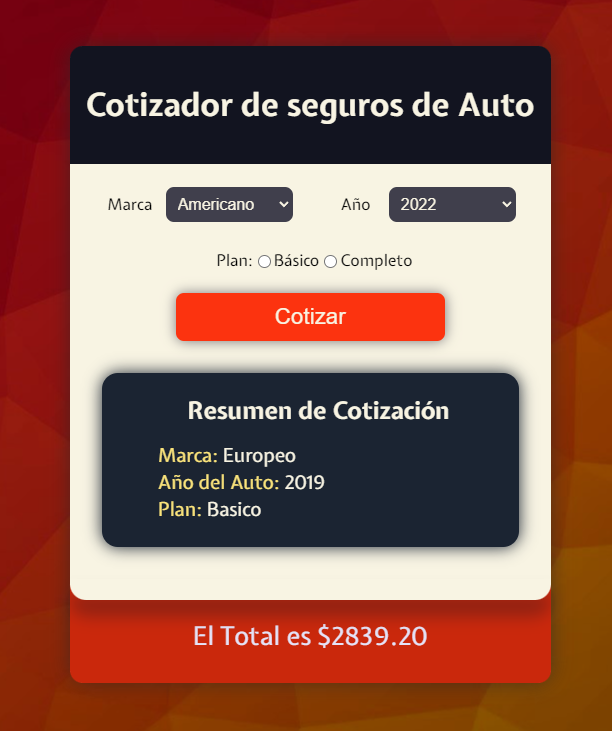 Cotizador de seguros de Auto
Marca Americano Año 2022
Plan: Básico Completo
Cotizar
Resumen de Cotización
Marca: Europeo
Año del Auto: 2019
Plan: Basico
El Total es $2839.20